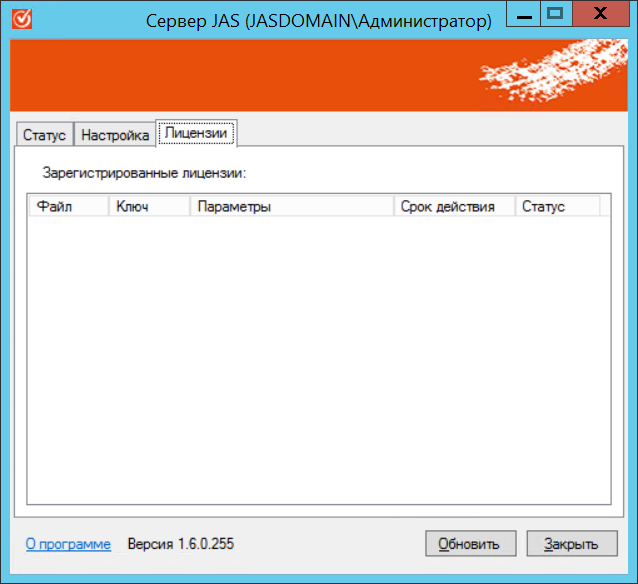 Сервер JAS (JASDOMAIN\Администратор)
Статус Настройка Лицензии
Зарегистрированные лицензии:
Файл Ключ Параметры Срок действия Статус
О программе Версия 1.6.0.255 Обновить Закрыть